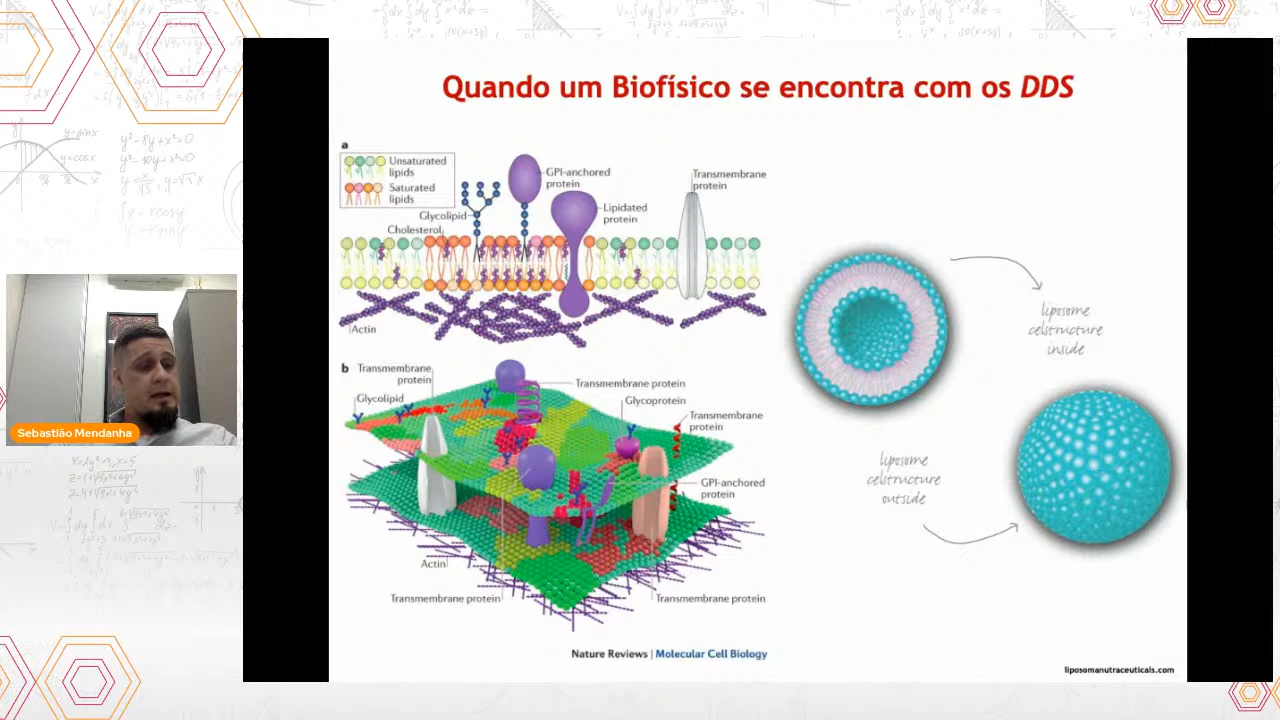 Quando um Biofísico se encontra com os DDS
a
Unsaturated
lipids
Saturated
lipids
GPI-anchored
protein
Transmembrane
protein
Lipidated
protein
Glycolipid
Cholesterol
Actin
liposome
celstructure
inside
b
Transmembrane
protein
Transmembrane protein
Glycolipid
Glycoprotein
Transmembrane
protein
GPI-anchored
protein
Actin
Transmembrane protein
Transmembrane protein
liposome
celstructure
outside
Sebastião Mendanha
Nature Reviews | Molecular Cell Biology
liposomanutraceuticals.com